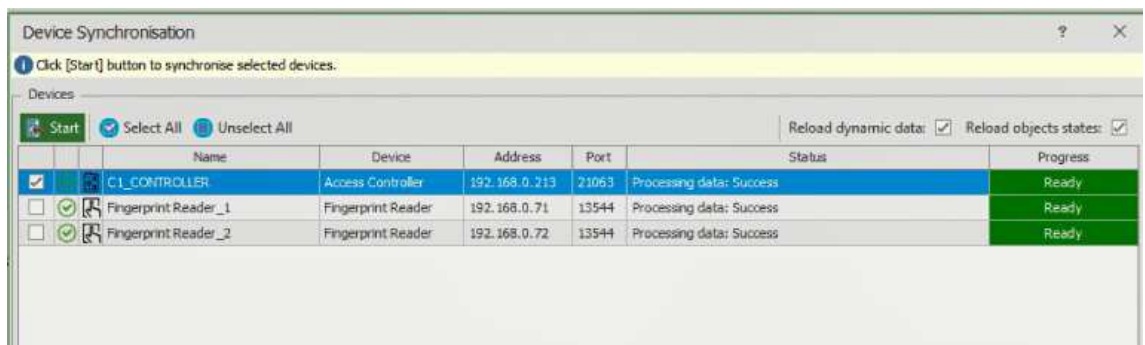 Device Synchronisation ? ×
Click [Start] button to synchronise selected devices.
Devices
Start Select All Unselect All Reload dynamic data: Reload objects states:
Name Device Address Port Status Progress
C1_CONTROLLER Access Controller 192.168.0.213 21063 Processing data: Success Ready
Fingerprint Reader_1 Fingerprint Reader 192.168.0.71 13544 Processing data: Success Ready
Fingerprint Reader_2 Fingerprint Reader 192.168.0.72 13544 Processing data: Success Ready